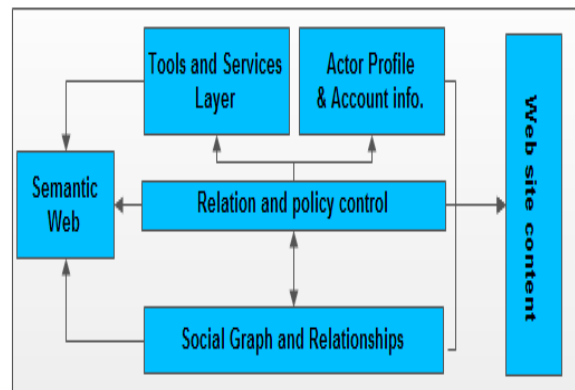 Tools and Services
Layer
Actor Profile
& Account info.
Semantic
Web
Relation and policy control
Social Graph and Relationships
Web site content